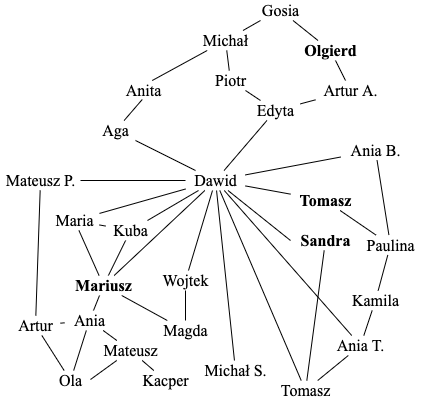 Gosia
Michał
Olgierd
Piotr
Anita
Artur A.
Edyta
Aga
Ania B.
Mateusz P.
Dawid
Tomasz
Maria
Kuba
Sandra
Paulina
Wojtek
Mariusz
Kamila
Ania
Artur
Magda
Ania T.
Mateusz
Michał S.
Ola
Kacper
Tomasz